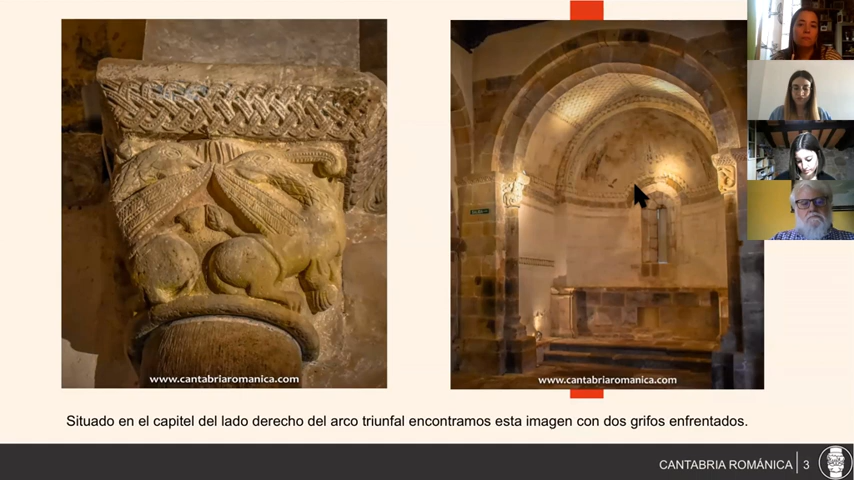 www.cantabriaromanica.com
www.cantabriaromanica.com
Situado en el capitel del lado derecho del arco triunfal encontramos esta imagen con dos grifos enfrentados.
CANTABRIA ROMÁNICA 3